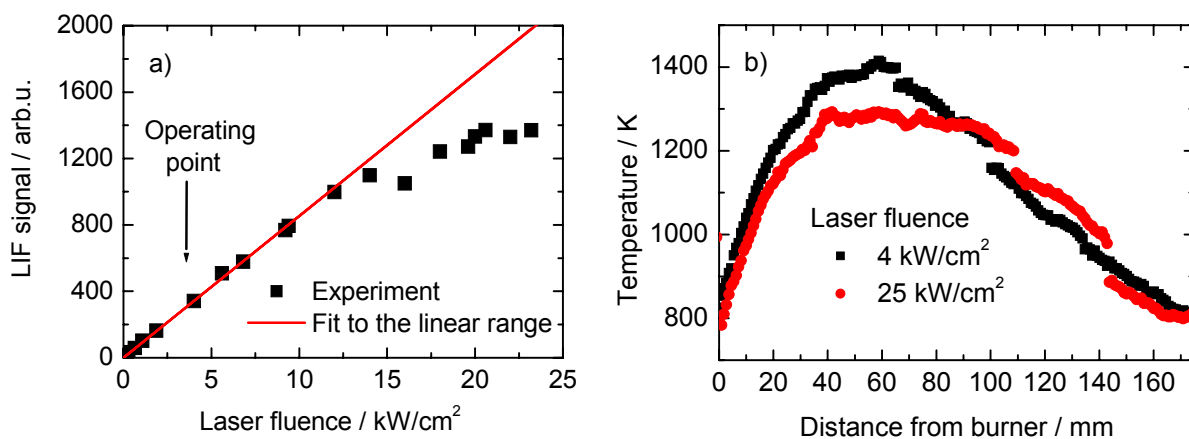 2000
1600
1200
800
400
0
LIF signal / arb.u.
a)
Operating
point
Experiment
Fit to the linear range
0 5 10 15 20 25
Laser fluence / kW/cm²
1400
1200
1000
800
Temperature / K
b)
Laser fluence
4 kW/cm²
25 kW/cm²
0 20 40 60 80 100 120 140 160
Distance from burner / mm